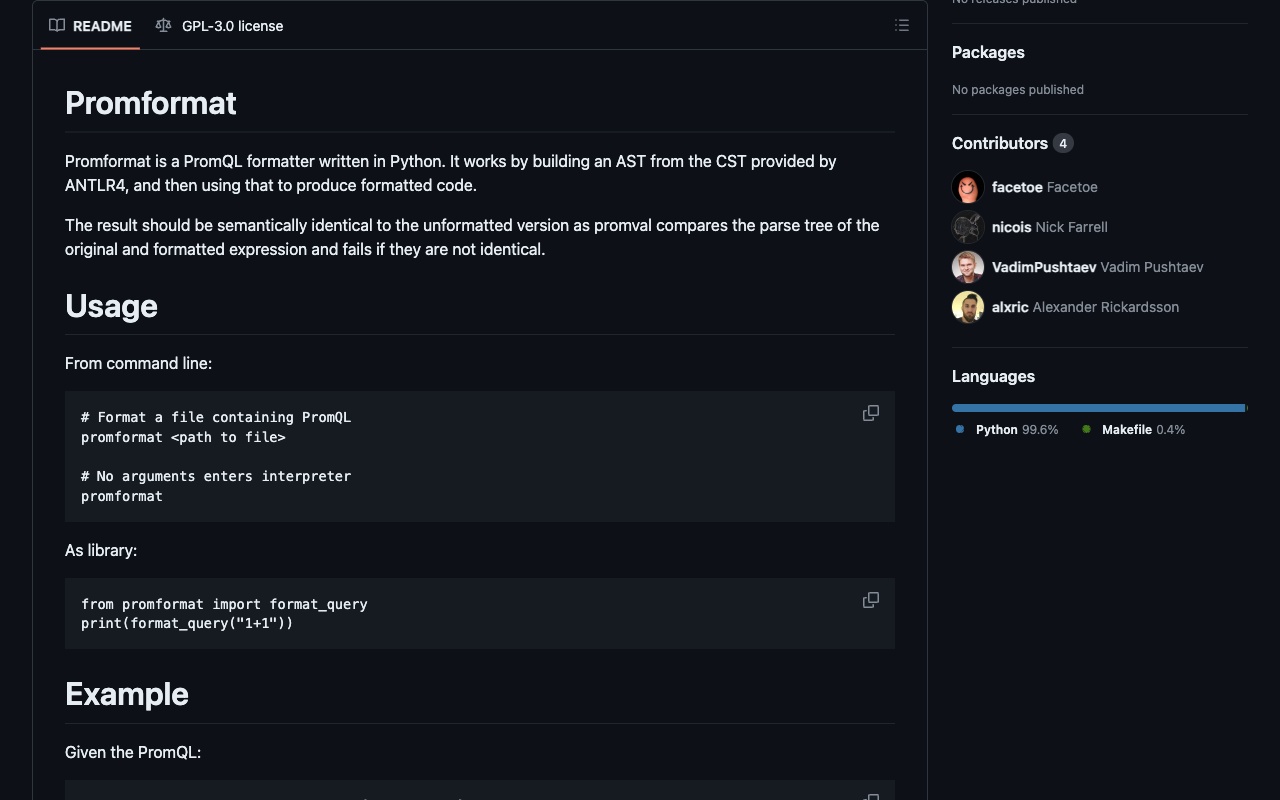 README
GPL-3.0 license
Promformat
Promformat is a PromQL formatter written in Python. It works by building an AST from the CST provided by
ANTLR4, and then using that to produce formatted code.
The result should be semantically identical to the unformatted version as promval compares the parse tree of the
original and formatted expression and fails if they are not identical.
Usage
From command line:
# Format a file containing PromQL
promformat <path to file>
# No arguments enters interpreter
promformat
As library:
from promformat import format_query
print(format_query("1+1"))
Example
Given the PromQL:
No releases published
Packages
No packages published
Contributors 4
facetoe Facetoe
nicois Nick Farrell
VadimPushtaev Vadim Pushtaev
alxric Alexander Rickardsson
Languages
Python 99.6% Makefile 0.4%